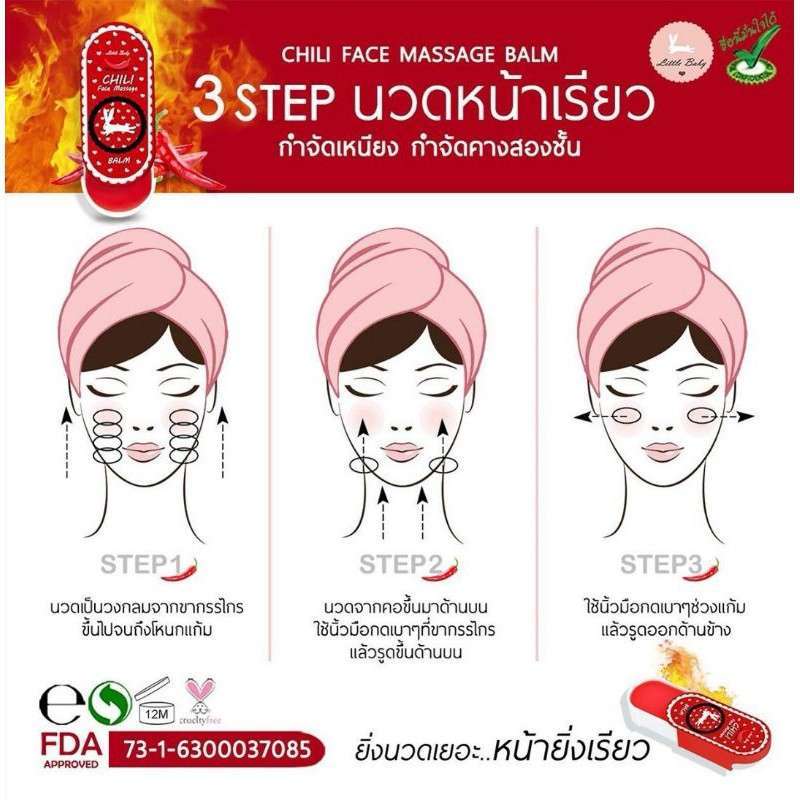 CHILI FACE MASSAGE BALM
3 STEP นวดหน้าเรียว
กำจัดเหนียง กำจัดคางสองชั้น
Little Baby
CHILI
Face Massage
BALM
Little Baby
ซื้อนี้มั่นใจได้
STEP1
นวดเป็นวงกลมจากขากรรไกร
ขึ้นไปจนถึงโหนกแก้ม
STEP2
นวดจากคอขึ้นมาด้านบน
ใช้นิ้วมือกดเบาๆที่ขากรรไกร
แล้วรูดขึ้นด้านบน
STEP3
ใช้นิ้วมือกดเบาๆช่วงแก้ม
แล้วรูดออกด้านข้าง
e
12M
crueltyfree
FDA
APPROVED
73-1-6300037085
ยิ่งนวดเยอะ..หน้ายิ่งเรียว
CHILI
BALM